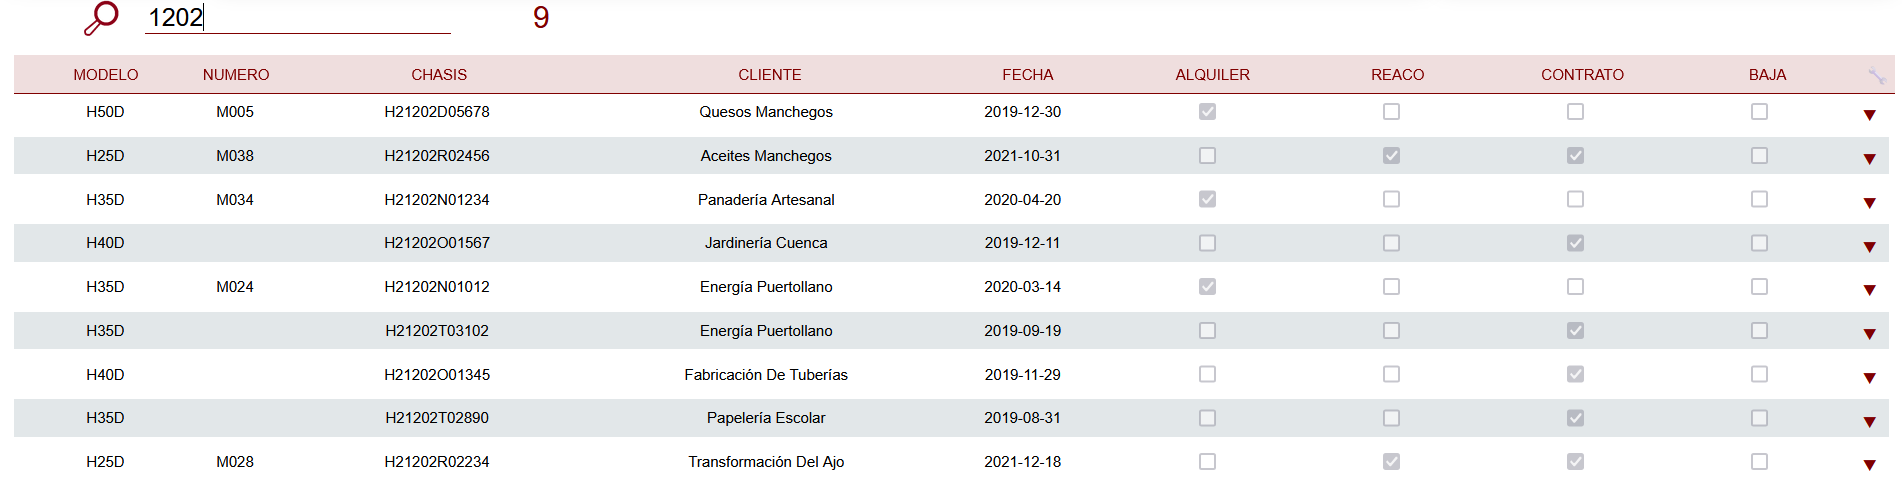 1202 9
MODELO NUMERO CHASIS CLIENTE FECHA ALQUILER REACO CONTRATO BAJA
H50D M005 H21202D05678 Quesos Manchegos 2019-12-30
H25D M038 H21202R02456 Aceites Manchegos 2021-10-31
H35D M034 H21202N01234 Panadería Artesanal 2020-04-20
H40D H21202O01567 Jardinería Cuenca 2019-12-11
H35D M024 H21202N01012 Energía Puertollano 2020-03-14
H35D H21202T03102 Energía Puertollano 2019-09-19
H40D H21202O01345 Fabricación De Tuberías 2019-11-29
H35D H21202T02890 Papelería Escolar 2019-08-31
H25D M028 H21202R02234 Transformación Del Ajo 2021-12-18